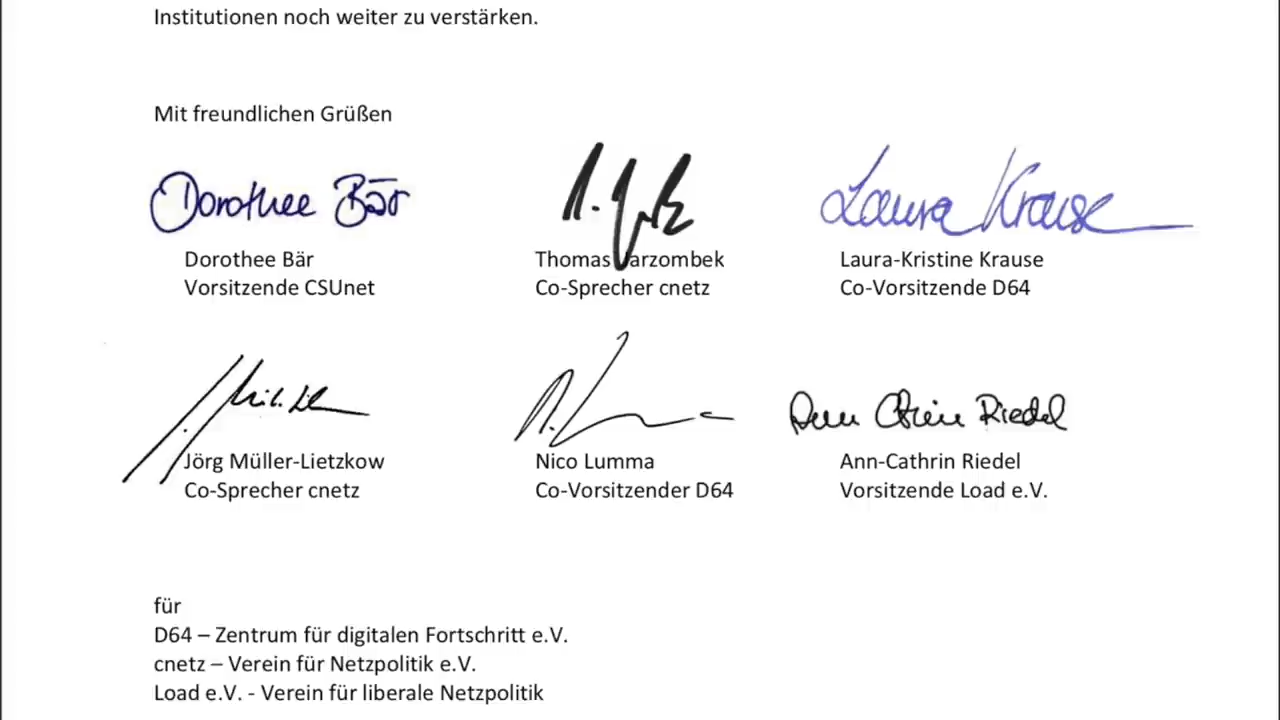 Institutionen noch weiter zu verstärken.
Mit freundlichen Grüßen
Dorothee Bär
Laura Krause
Dorothee Bär
Thomas Jarzombek
Laura-Kristine Krause
Vorsitzende CSUnet
Co-Sprecher cnetz
Co-Vorsitzende D64
Riedel
Jörg Müller-Lietzkow
Nico Lumma
Ann-Cathrin Riedel
Co-Sprecher cnetz
Co-Vorsitzender D64
Vorsitzende Load e.V.
für
D64 – Zentrum für digitalen Fortschritt e.V.
cnetz – Verein für Netzpolitik e.V.
Load e.V. - Verein für liberale Netzpolitik